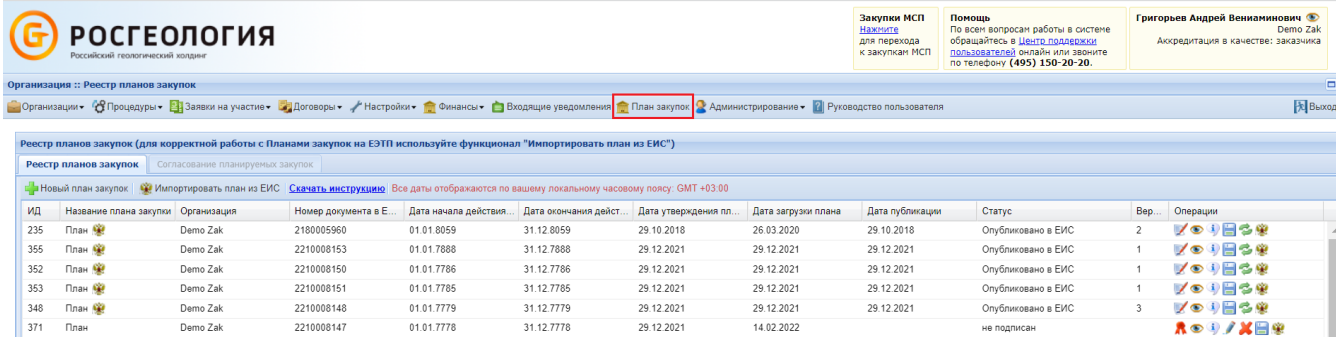 РОСГЕОЛОГИЯ
Российский геологический холдинг
Закупки МСП
Нажмите
для перехода
к закупкам МСП
Помощь
По всем вопросам работы в системе
обращайтесь в Центр поддержки
пользователей онлайн или звоните
по телефону (495) 150-20-20.
Григорьев Андрей Вениаминович
Demo Zak
Аккредитация в качестве: заказчика
Организация :: Реестр планов закупок
Организации Процедуры Заявки на участие Договоры Настройки Финансы Входящие уведомления План закупок Администрирование Руководство пользователя Выход
Реестр планов закупок (для корректной работы с Планами закупок на ЕЭТП используйте функционал "Импортировать план из ЕИС")
Реестр планов закупок Согласование планируемых закупок
Новый план закупок Импортировать план из ЕИС Скачать инструкцию Все даты отображаются по вашему локальному часовому поясу: GMT +03:00
ИД Название плана закупки Организация Номер документа в Е... Дата начала действия... Дата окончания дейст... Дата утверждения пл... Дата загрузки плана Дата публикации Статус Вер... Операции
235 План Demo Zak 2180005960 01.01.8059 31.12.8059 29.10.2018 26.03.2020 29.10.2018 Опубликовано в ЕИС 2
355 План Demo Zak 2210008153 01.01.7888 31.12.7888 29.12.2021 29.12.2021 29.12.2021 Опубликовано в ЕИС 1
352 План Demo Zak 2210008150 01.01.7786 31.12.7786 29.12.2021 29.12.2021 29.12.2021 Опубликовано в ЕИС 1
353 План Demo Zak 2210008151 01.01.7785 31.12.7785 29.12.2021 29.12.2021 29.12.2021 Опубликовано в ЕИС 1
348 План Demo Zak 2210008148 01.01.7779 31.12.7779 29.12.2021 29.12.2021 29.12.2021 Опубликовано в ЕИС 3
371 План Demo Zak 2210008147 01.01.7778 31.12.7778 29.12.2021 14.02.2022 не подписан